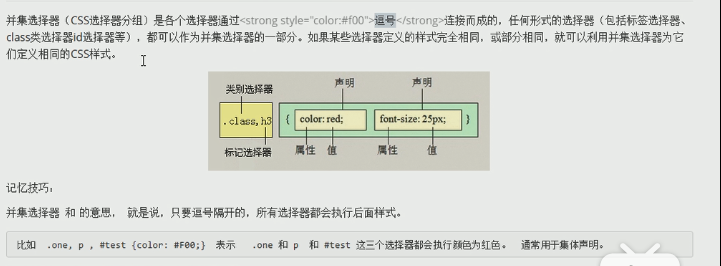 并集选择器（CSS选择器分组）是各个选择器通过<strong style="color:#f00">逗号</strong>连接而成的，任何形式的选择器（包括标签选择器、
class类选择器id选择器等），都可以作为并集选择器的一部分。如果某些选择器定义的样式完全相同，或部分相同，就可以利用并集选择器为它
们定义相同的CSS样式。
类别选择器
声明
声明
.class,h3 { color: red; font-size: 25px; }
标记选择器
属性 值 属性 值
记忆技巧：
并集选择器 和 的意思， 就是说，只要逗号隔开的，所有选择器都会执行后面样式。
比如 .one, p , #test {color: #F00;} 表示 .one 和 p 和 #test 这三个选择器都会执行颜色为红色。 通常用于集体声明。